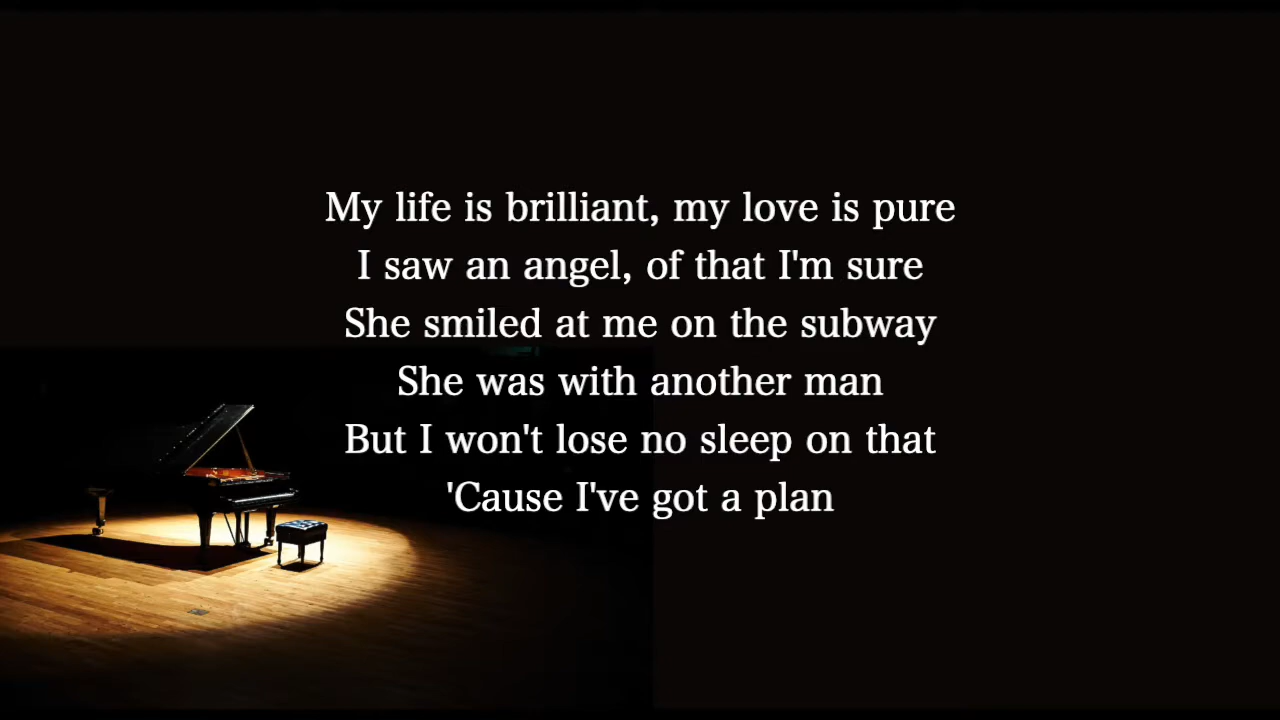 My life is brilliant, my love is pure
I saw an angel, of that I'm sure
She smiled at me on the subway
She was with another man
But I won't lose no sleep on that
'Cause I've got a plan